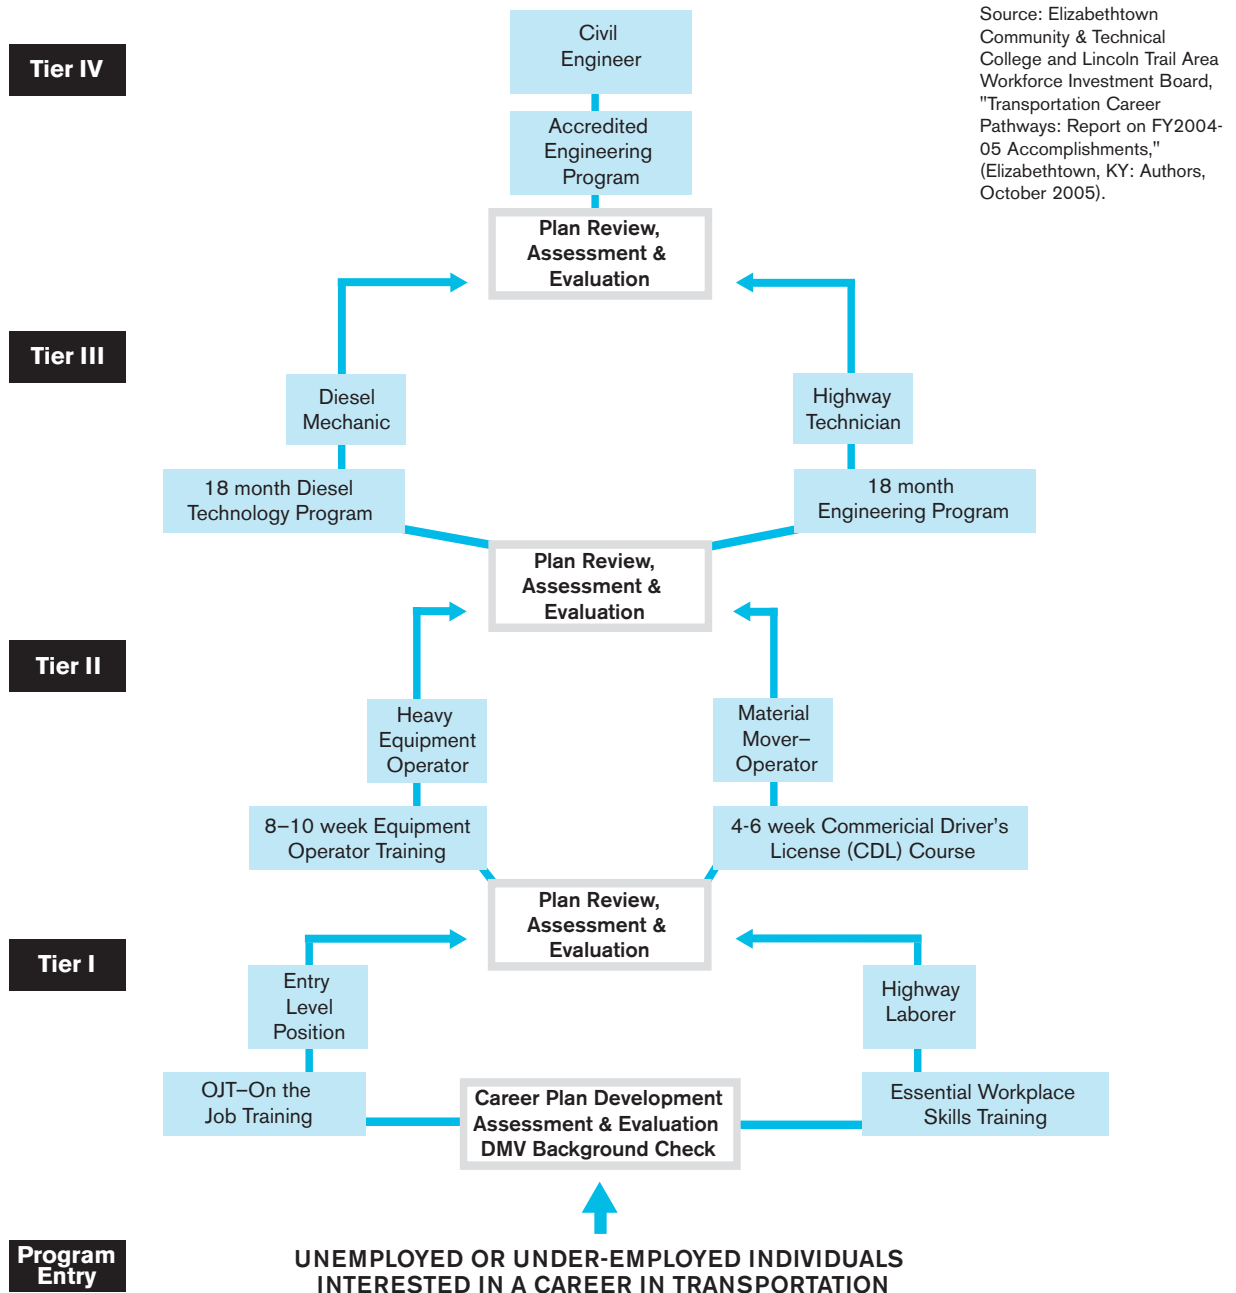 Source: Elizabethtown
Community & Technical
College and Lincoln Trail Area
Workforce Investment Board,
"Transportation Career
Pathways: Report on FY2004-
05 Accomplishments,"
(Elizabethtown, KY: Authors,
October 2005).
Tier IV
Civil
Engineer
Accredited
Engineering
Program
Plan Review,
Assessment &
Evaluation
Tier III
Diesel
Mechanic
Highway
Technician
18 month Diesel
Technology Program
18 month
Engineering Program
Plan Review,
Assessment &
Evaluation
Tier II
Heavy
Equipment
Operator
Material
Mover–
Operator
8–10 week Equipment
Operator Training
4-6 week Commericial Driver's
License (CDL) Course
Plan Review,
Assessment &
Evaluation
Tier I
Entry
Level
Position
Highway
Laborer
OJT–On the
Job Training
Career Plan Development
Assessment & Evaluation
DMV Background Check
Essential Workplace
Skills Training
Program
Entry
UNEMPLOYED OR UNDER-EMPLOYED INDIVIDUALS
INTERESTED IN A CAREER IN TRANSPORTATION